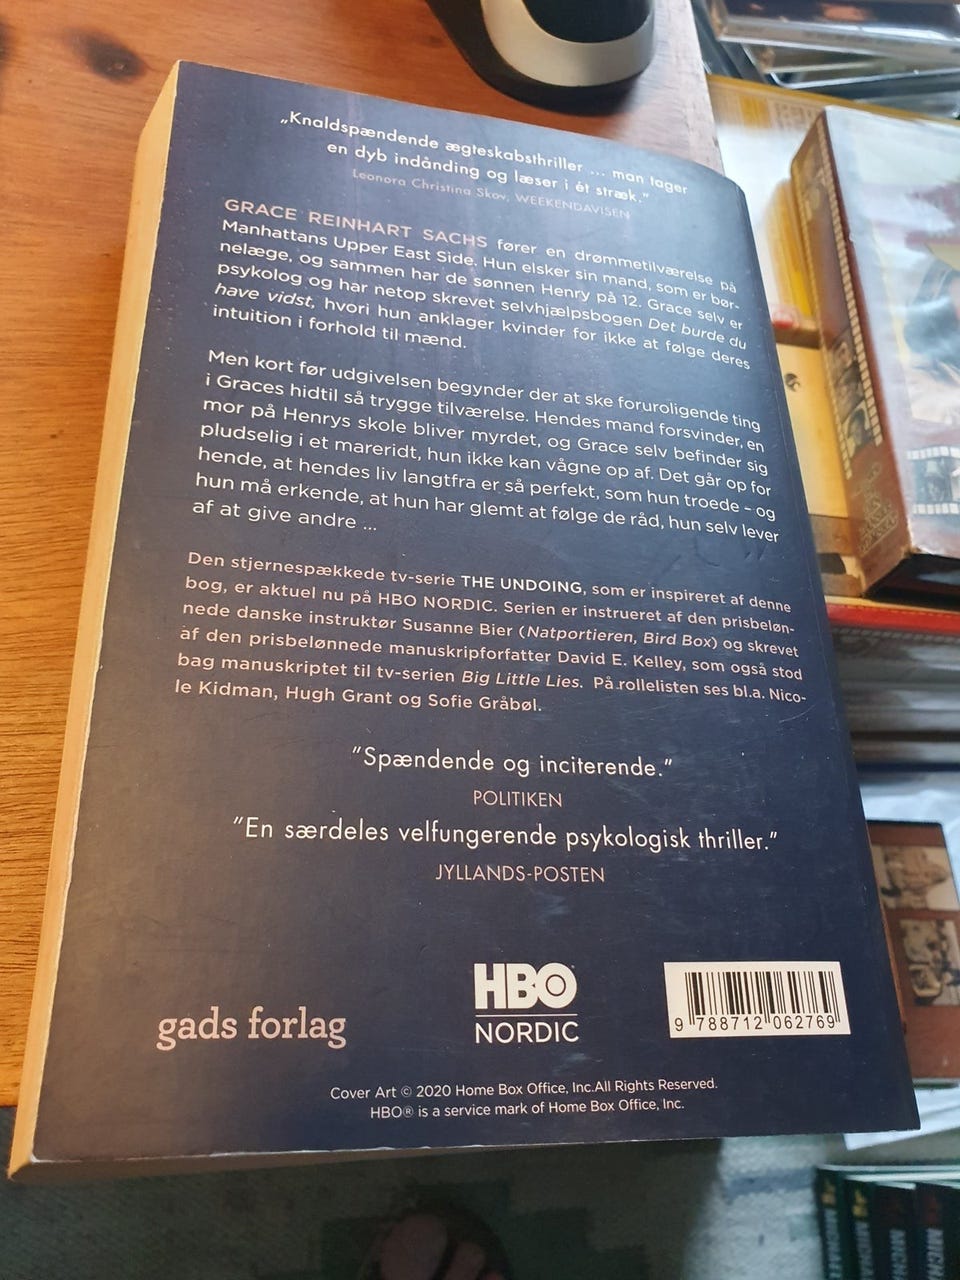 „Knaldspændende ægteskabsthriller ... man tager
en dyb indånding og læser i ét stræk.”
Leonora Christina Skov, WEEKENDAVISEN
GRACE REINHART SACHS fører en drømmetilværelse på
Manhattans Upper East Side. Hun elsker sin mand, som er bør-
nelæge, og sammen har de sønnen Henry på 12. Grace selv er
psykolog og har netop skrevet selvhjælpsbogen Det burde du
have vidst, hvori hun anklager kvinder for ikke at følge deres
intuition i forhold til mænd.
Men kort før udgivelsen begynder der at ske foruroligende ting
i Graces hidtil så trygge tilværelse. Hendes mand forsvinder, en
mor på Henrys skole bliver myrdet, og Grace selv befinder sig
pludselig i et mareridt, hun ikke kan vågne op af. Det går op for
hende, at hendes liv langtfra er så perfekt, som hun troede – og
hun må erkende, at hun har glemt at følge de råd, hun selv lever
af at give andre ...
Den stjernespækkede tv-serie THE UNDOING, som er inspireret af denne
bog, er aktuel nu på HBO NORDIC. Serien er instrueret af den prisbeløn-
nede danske instruktør Susanne Bier (Natportieren, Bird Box) og skrevet
af den prisbelønnede manuskripforfatter David E. Kelley, som også stod
bag manuskriptet til tv-serien Big Little Lies. På rollelisten ses bl.a. Nico-
le Kidman, Hugh Grant og Sofie Gråbøl.
”Spændende og inciterende.”
POLITIKEN
”En særdeles velfungerende psykologisk thriller.”
JYLLANDS-POSTEN
gads forlag
HBO
NORDIC
9 788712 062769
Cover Art © 2020 Home Box Office, Inc.All Rights Reserved.
HBO® is a service mark of Home Box Office, Inc.